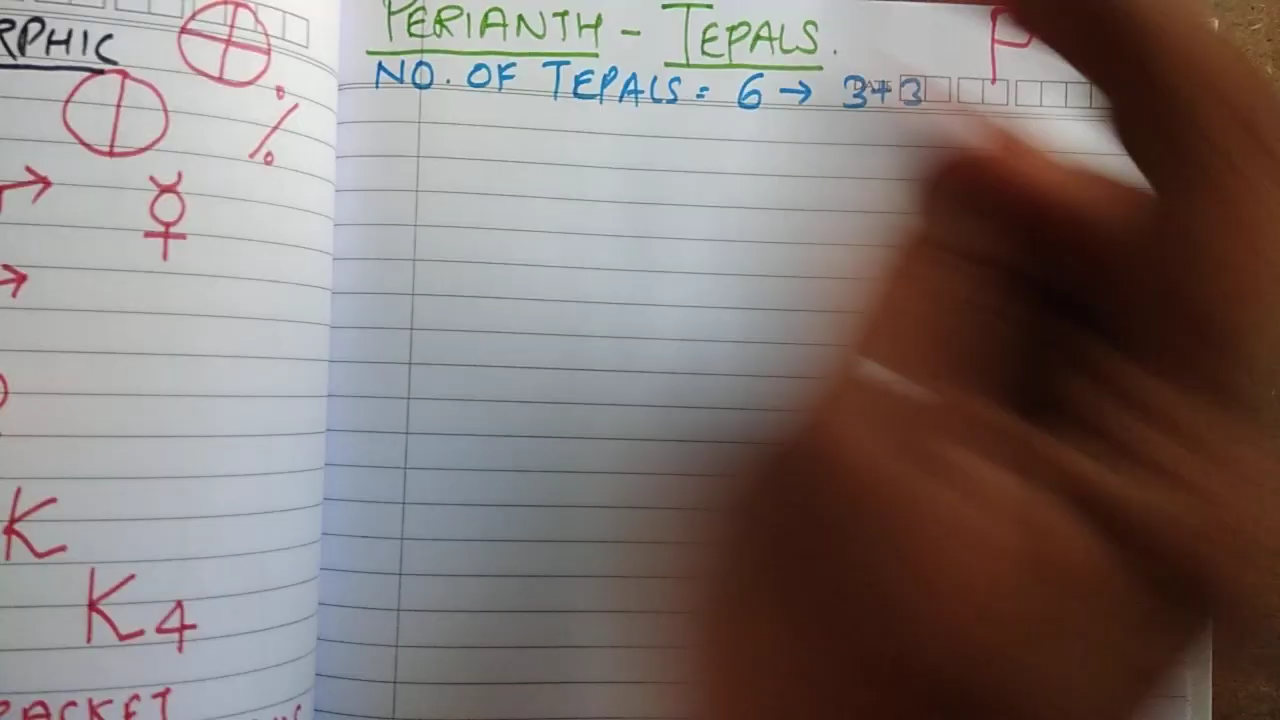 RPHIC
%
K
K4
PERIANTH - TEPALS.
NO. OF TEPALS = 6 → 3+3
P